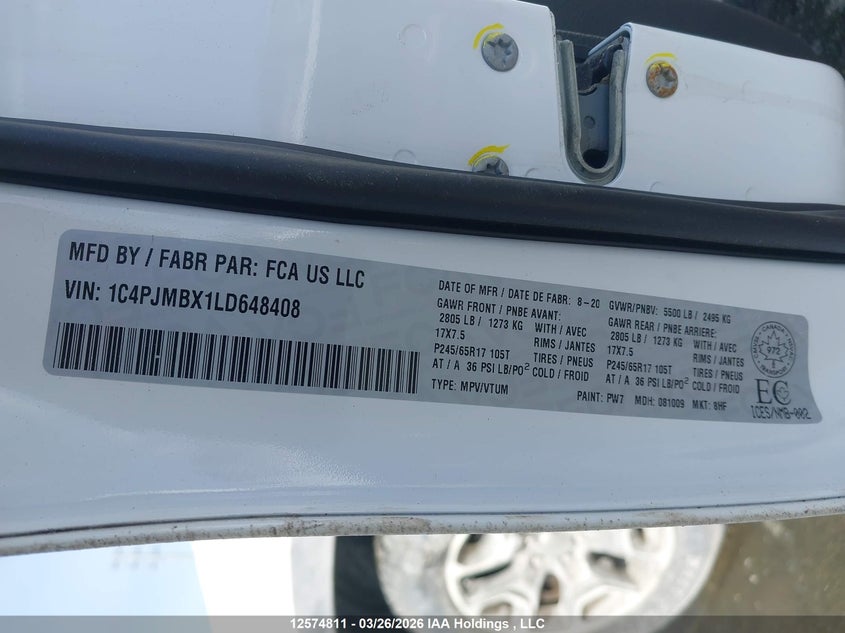 MFD BY / FABR PAR: FCA US LLC
VIN: 1C4PJMBX1LD648408
DATE OF MFR / DATE DE FABR: 8-20
GAWR FRONT / PNBE AVANT:
2805 LB / 1273 KG WITH / AVEC
17X7.5 RIMS / JANTES
P245/65R17 105T TIRES / PNEUS
AT / A 36 PSI LB/PO² COLD / FROID
TYPE: MPV/VTUM
GVWR/PNBV: 5500 LB / 2495 KG
GAWR REAR / PNBE ARRIERE:
2805 LB / 1273 KG WITH / AVEC
17X7.5 RIMS / JANTES
P245/65R17 105T TIRES / PNEUS
AT / A 36 PSI LB/PO² COLD / FROID
PAINT: PW7 MDH: 081009 MKT: 8HF
CANADA
972
TRANSPORT
EC
ICES/NMB-002
12574811 - 03/26/2026 IAA Holdings , LLC